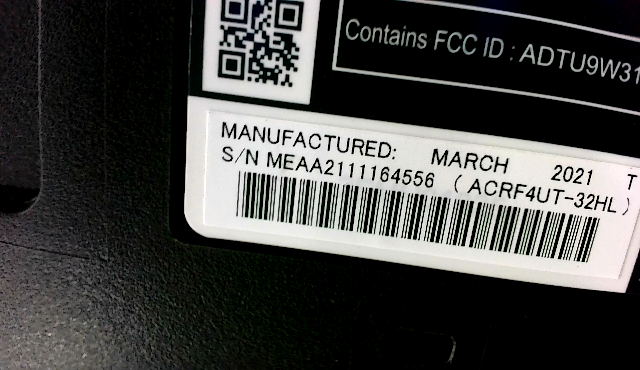 Contains FCC ID : ADTU9W31
MANUFACTURED: MARCH 2021 T
S/N MEAA2111164556 (ACRF4UT-32HL)